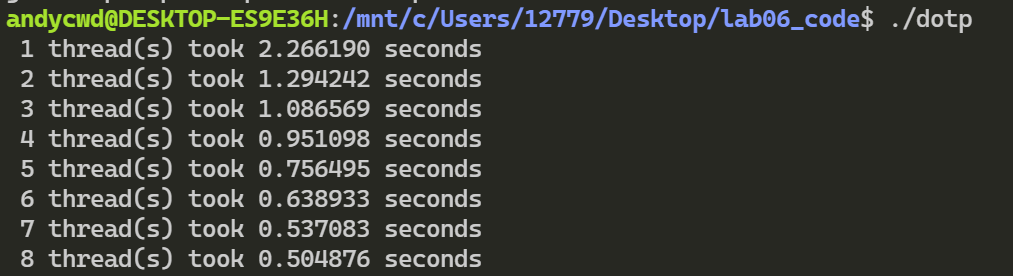 andycwd@DESKTOP-ES9E36H:/mnt/c/Users/12779/Desktop/lab06_code$ ./dotp
 1 thread(s) took 2.266190 seconds
 2 thread(s) took 1.294242 seconds
 3 thread(s) took 1.086569 seconds
 4 thread(s) took 0.951098 seconds
 5 thread(s) took 0.756495 seconds
 6 thread(s) took 0.638933 seconds
 7 thread(s) took 0.537083 seconds
 8 thread(s) took 0.504876 seconds